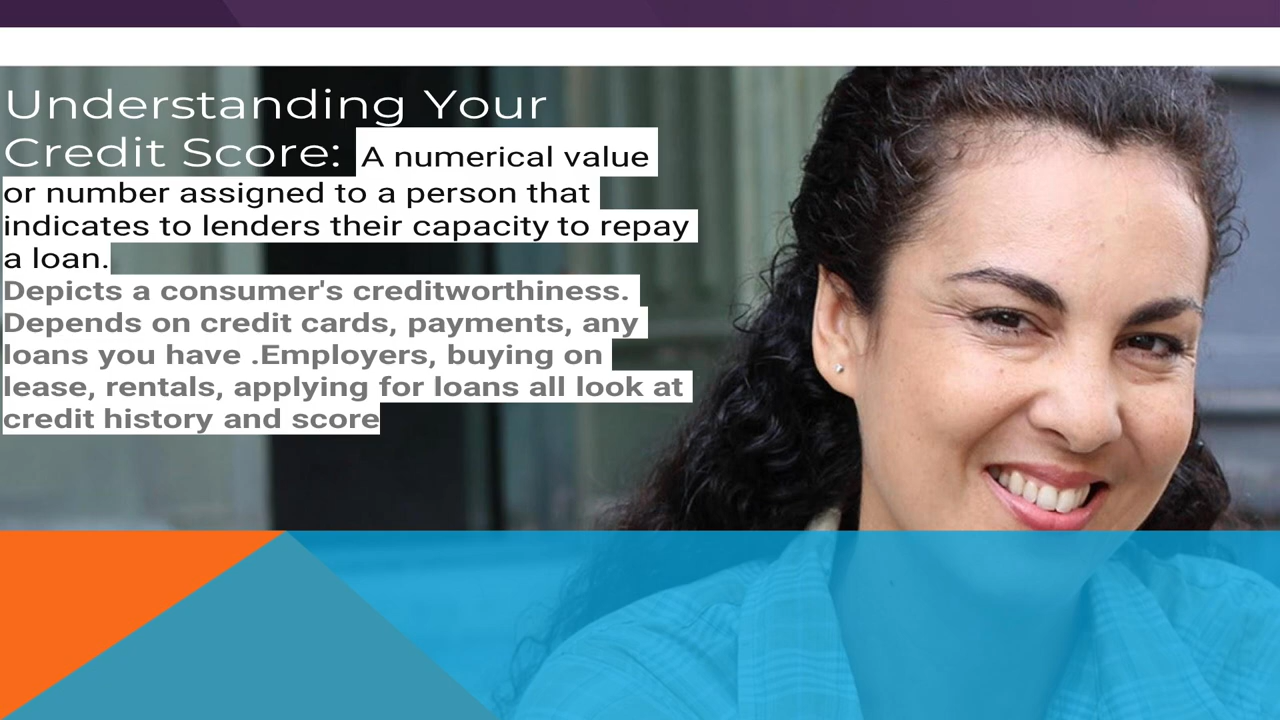 Understanding Your
Credit Score: A numerical value
or number assigned to a person that
indicates to lenders their capacity to repay
a loan.
Depicts a consumer's creditworthiness.
Depends on credit cards, payments, any
loans you have .Employers, buying on
lease, rentals, applying for loans all look at
credit history and score